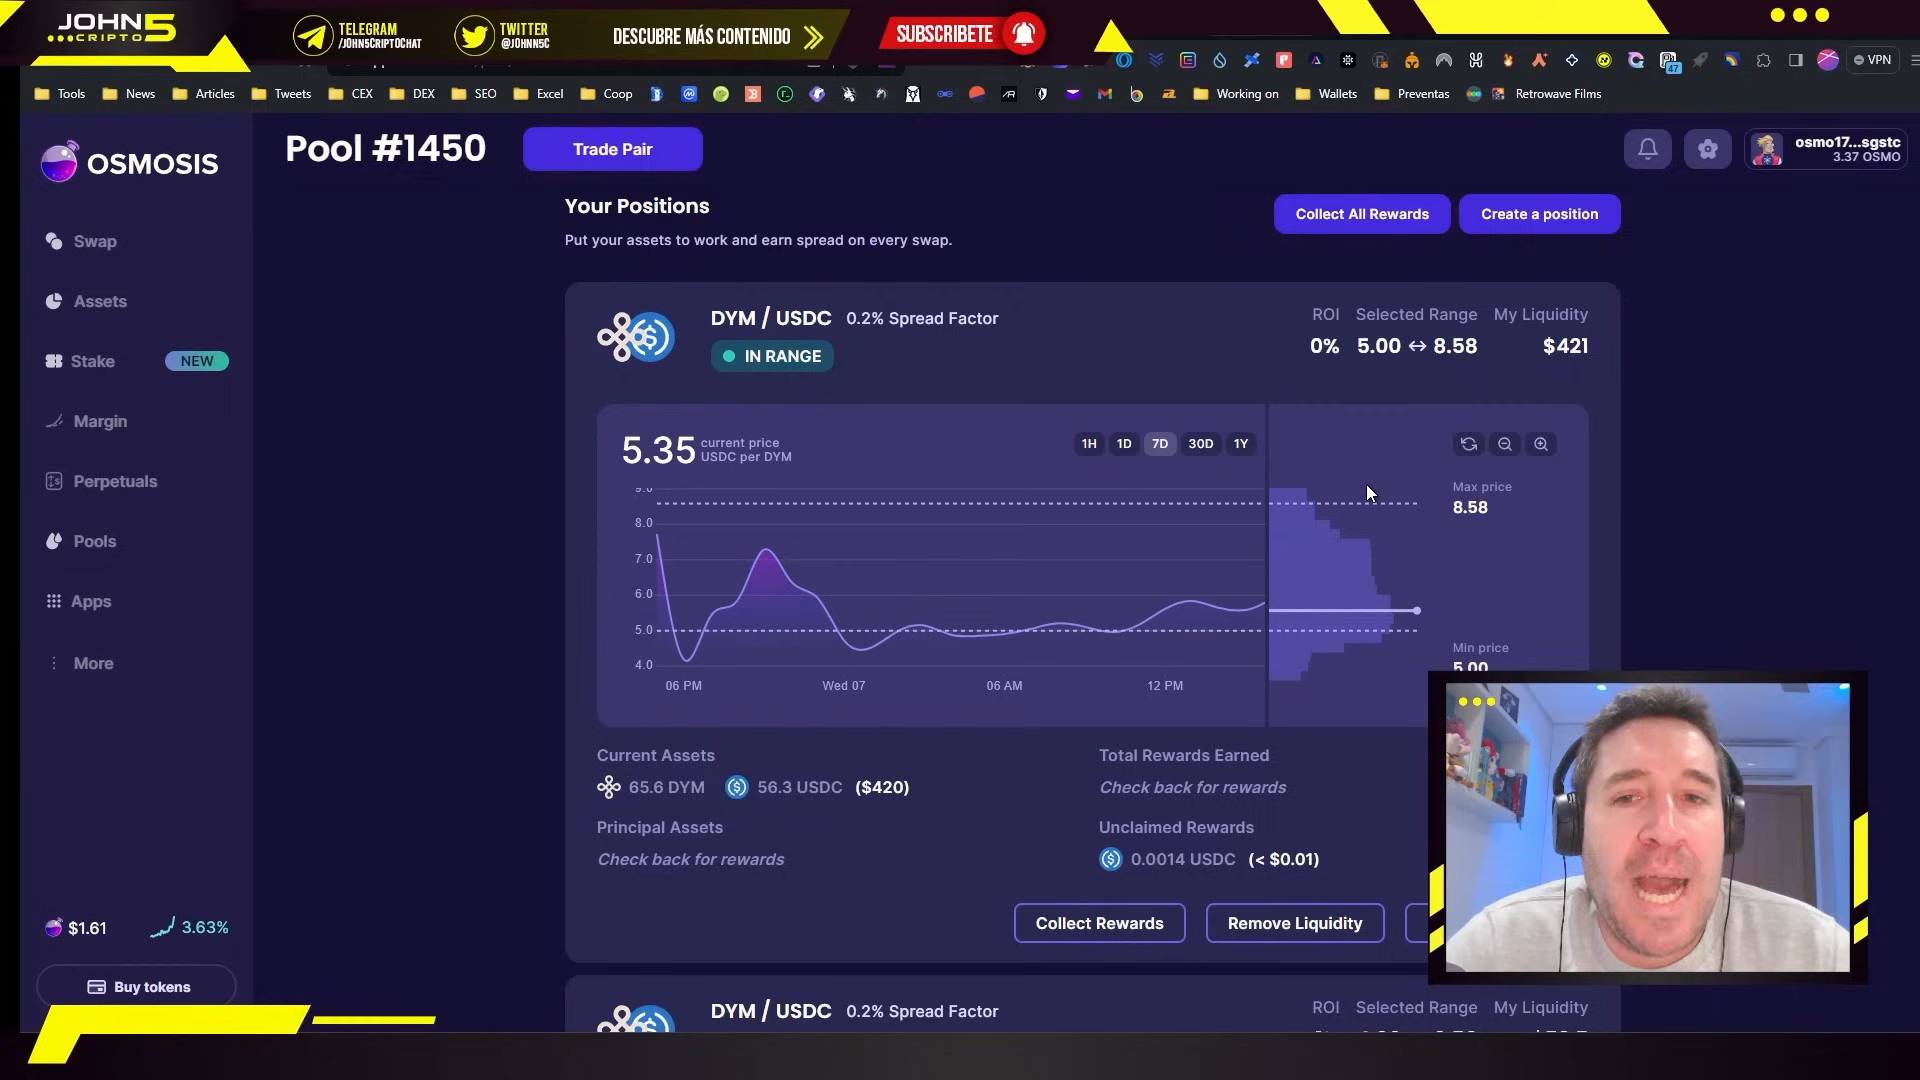 JOHN5
CRIPTO
TELEGRAM
/JOHN5CRIPTOCHAT
TWITTER
@J0HNN5C
DESCUBRE MÁS CONTENIDO
SUBSCRIBETE
47
VPN
Tools
News
Articles
Tweets
CEX
DEX
SEO
Excel
Coop
Working on
Wallets
Preventas
Retrowave Films
OSMOSIS
Pool #1450
Trade Pair
osmo17...sgstc
3.37 OSMO
Swap
Assets
Stake
NEW
Margin
Perpetuals
Pools
Apps
More
$1.61
3.63%
Buy tokens
Your Positions
Put your assets to work and earn spread on every swap.
Collect All Rewards
Create a position
DYM / USDC 0.2% Spread Factor
IN RANGE
ROI Selected Range My Liquidity
0% 5.00 ↔ 8.58 $421
5.35 current price
USDC per DYM
1H 1D 7D 30D 1Y
9.0
8.0
7.0
6.0
5.0
4.0
06 PM Wed 07 06 AM 12 PM
Max price
8.58
Min price
5.00
Current Assets
65.6 DYM 56.3 USDC ($420)
Total Rewards Earned
Check back for rewards
Principal Assets
Check back for rewards
Unclaimed Rewards
0.0014 USDC (< $0.01)
Collect Rewards
Remove Liquidity
DYM / USDC 0.2% Spread Factor
ROI Selected Range My Liquidity